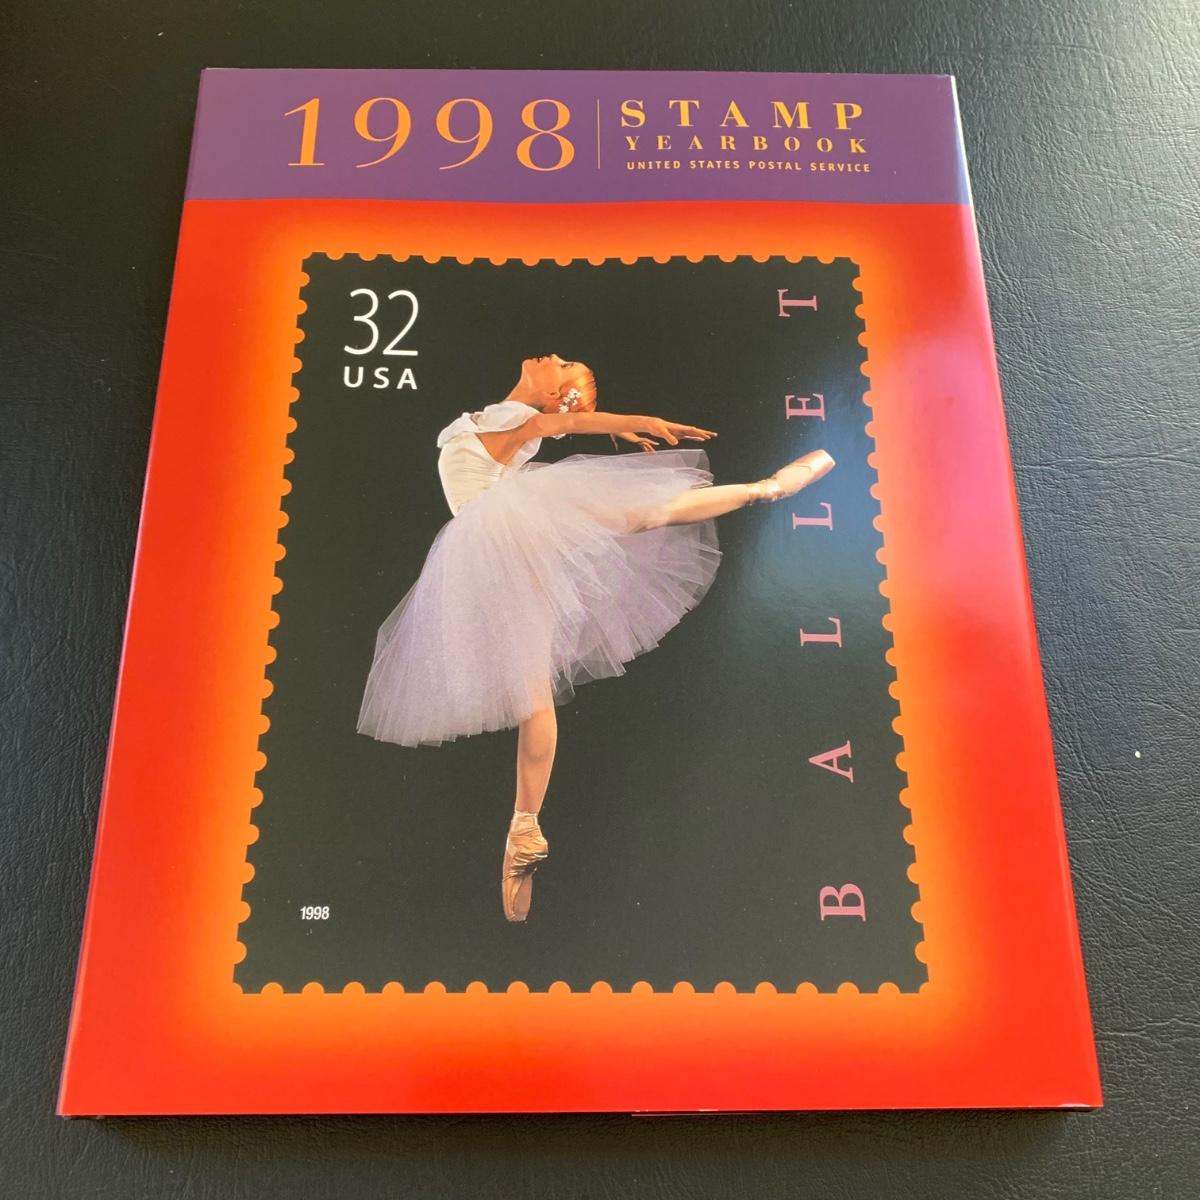 1998
STAMP
YEARBOOK
UNITED STATES POSTAL SERVICE
32
USA
BALLET
1998